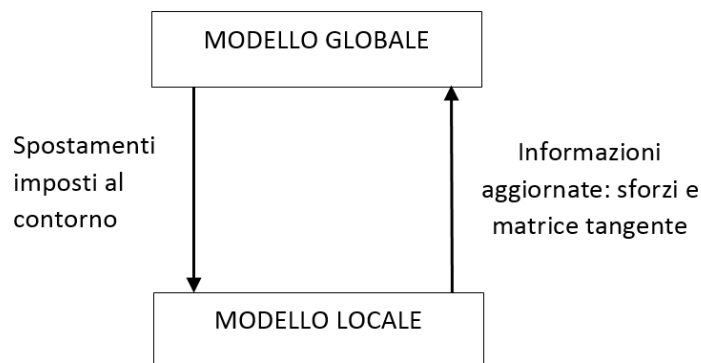 MODELLO GLOBALE
Spostamenti
imposti al
contorno
Informazioni
aggiornate: sforzi e
matrice tangente
MODELLO LOCALE